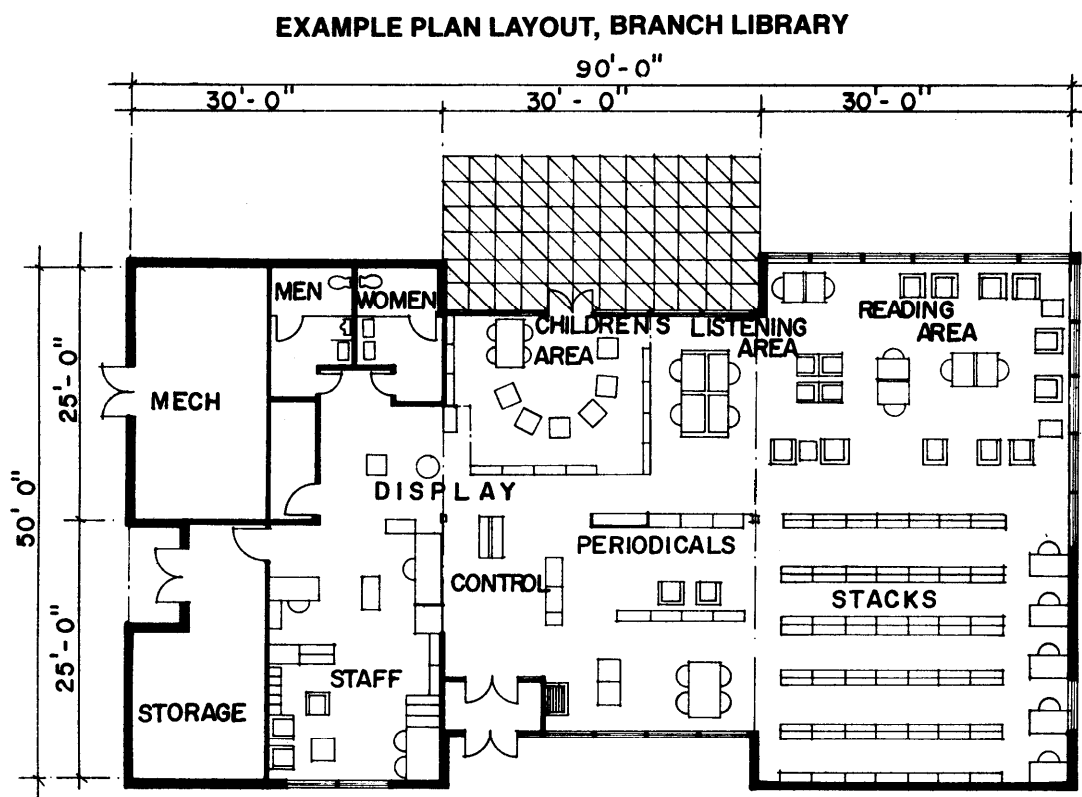 EXAMPLE PLAN LAYOUT, BRANCH LIBRARY
90'-0"
30'-0"
30'-0"
30'-0"
MEN
WOMEN
CHILDREN'S
AREA
LISTENING
AREA
READING
AREA
MECH
25'-0"
50'0"
DISPLAY
PERIODICALS
CONTROL
STACKS
25'-0"
STAFF
STORAGE